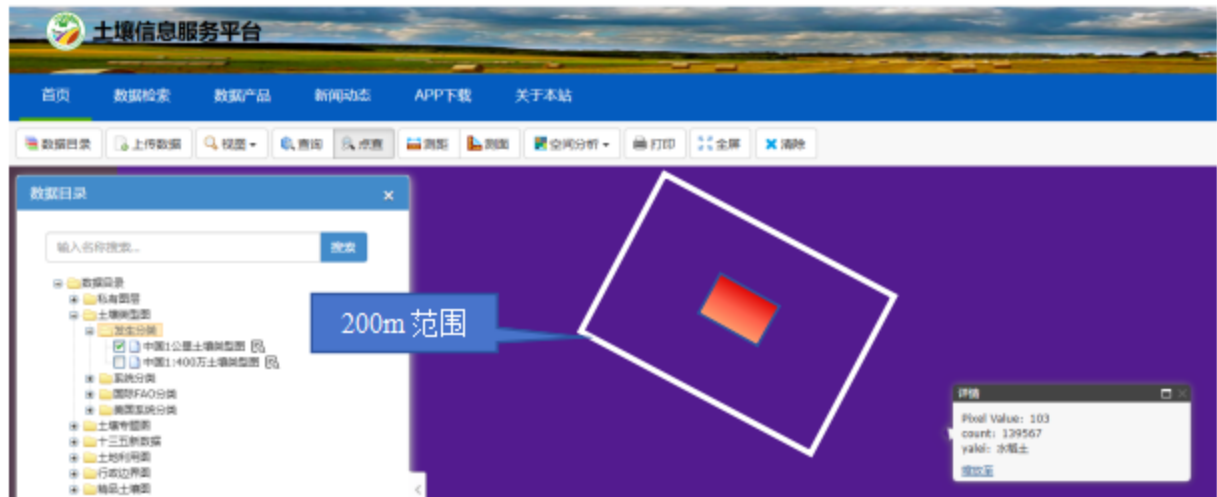 土壤信息服务平台
首页 数据检索 数据产品 新闻动态 APP下载 关于本站
数据目录 上传数据 视图 查询 点查 测距 测面 空间分析 打印 全屏 清除
数据目录
输入名称搜索... 搜索
数据目录
私有图层
土壤类型图
发生分类
中国1公里土壤类型图
中国1:400万土壤类型图
系统分类
国际FAO分类
美国系统分类
土壤专题图
十三五新数据
土地利用图
行政边界图
精品土壤图
200m 范围
详情
Pixel Value: 103
count: 139567
yalei: 水稻土
缩放至